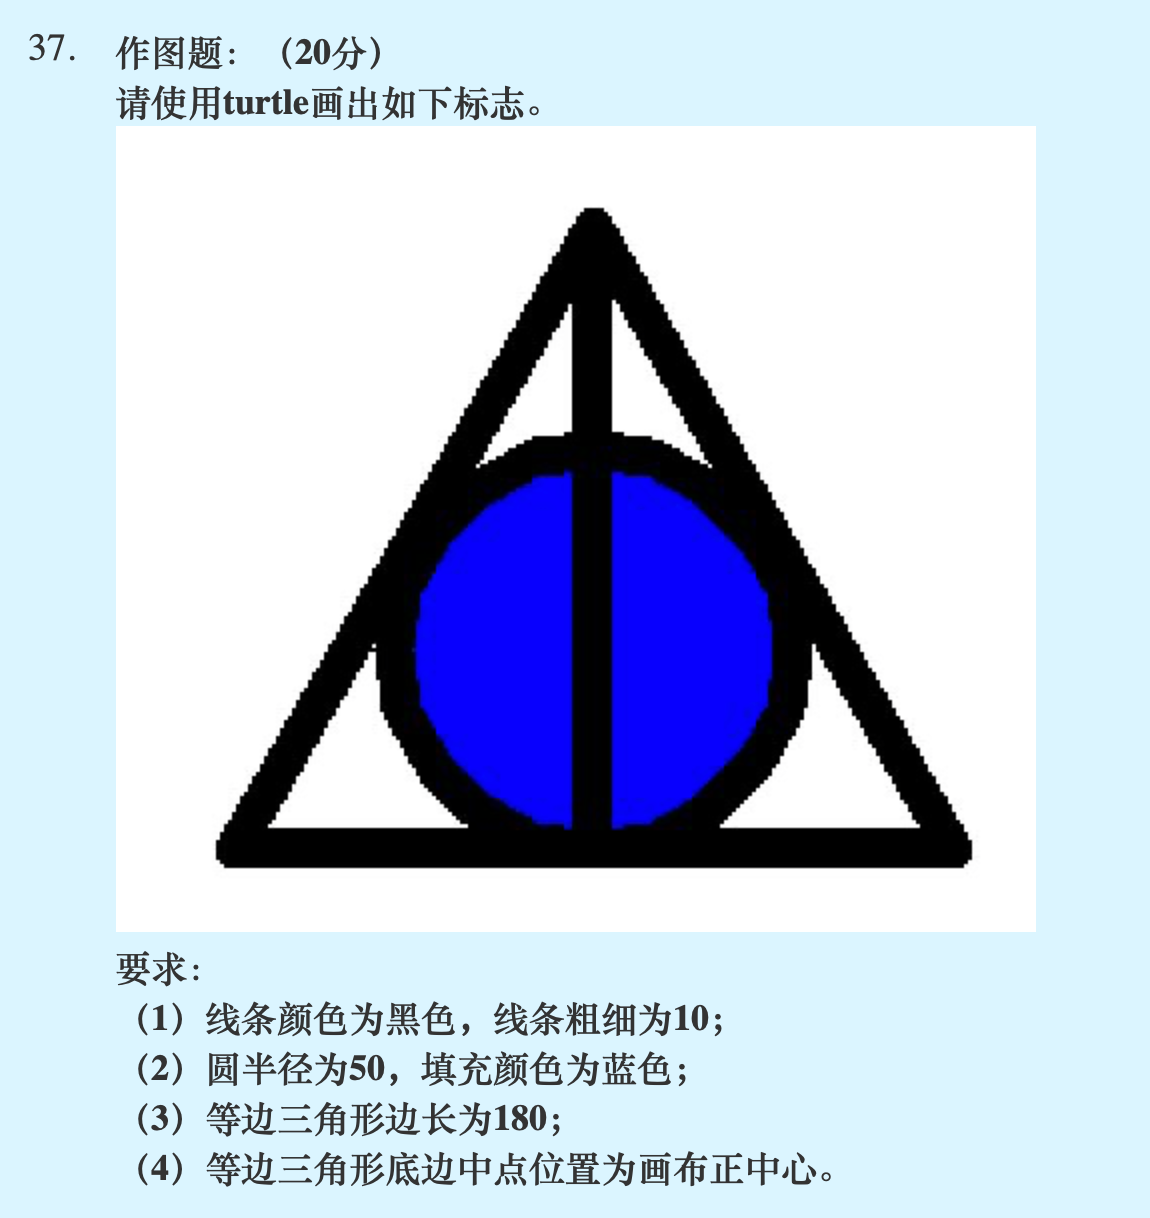 37. 作图题：（20分）
请使用turtle画出如下标志。
要求：
（1）线条颜色为黑色，线条粗细为10；
（2）圆半径为50，填充颜色为蓝色；
（3）等边三角形边长为180；
（4）等边三角形底边中点位置为画布正中心。